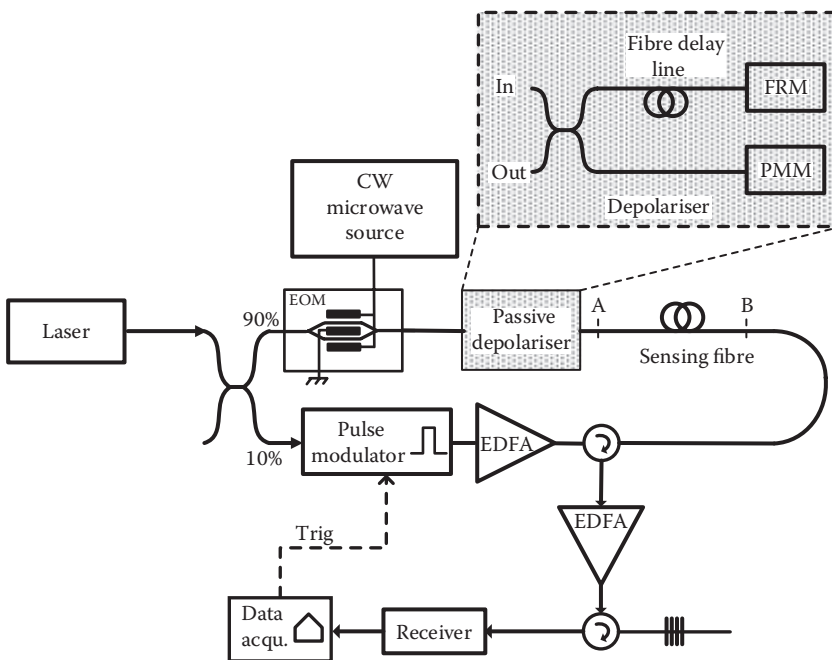 Fibre delay
line
In
FRM
Out
PMM
Depolariser
CW
microwave
source
EOM
Laser
90%
Passive
depolariser
A
B
Sensing fibre
10%
Pulse
modulator
EDFA
EDFA
Trig
Data
acqu.
Receiver